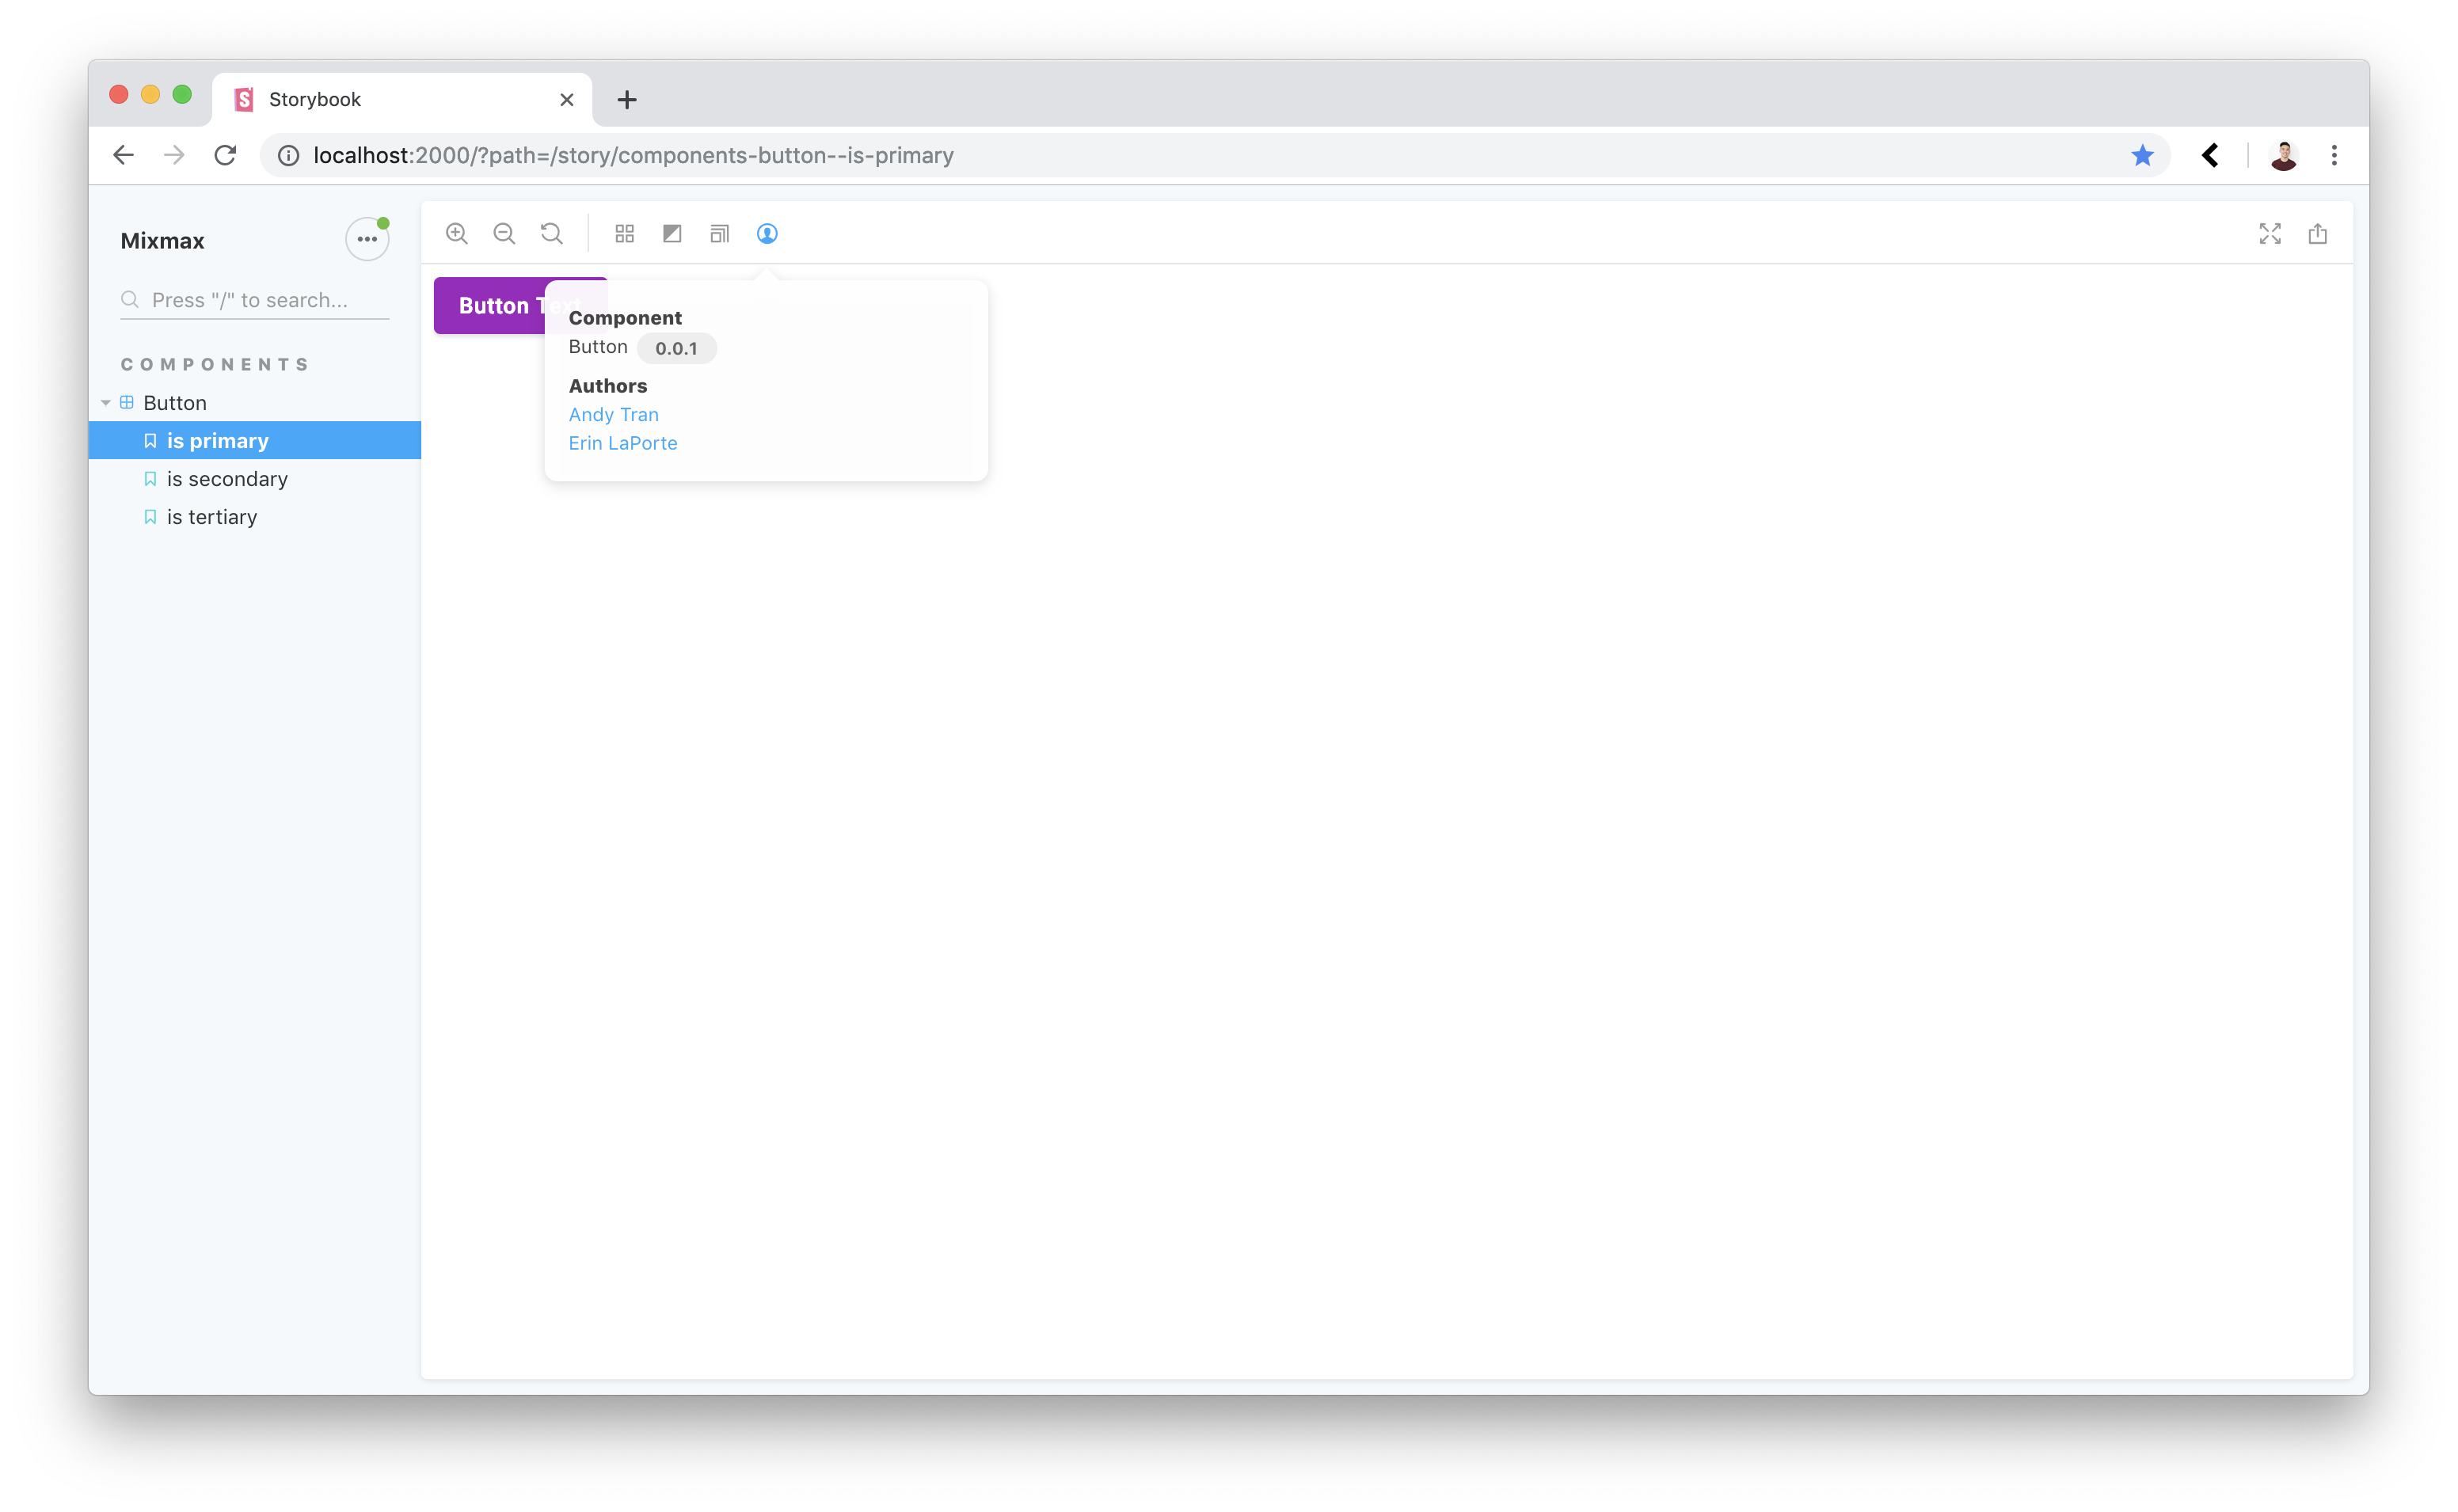 Storybook
localhost:2000/?path=/story/components-button--is-primary
Mixmax
Press "/" to search...
COMPONENTS
Button
is primary
is secondary
is tertiary
Button Text
Component
Button 0.0.1
Authors
Andy Tran
Erin LaPorte